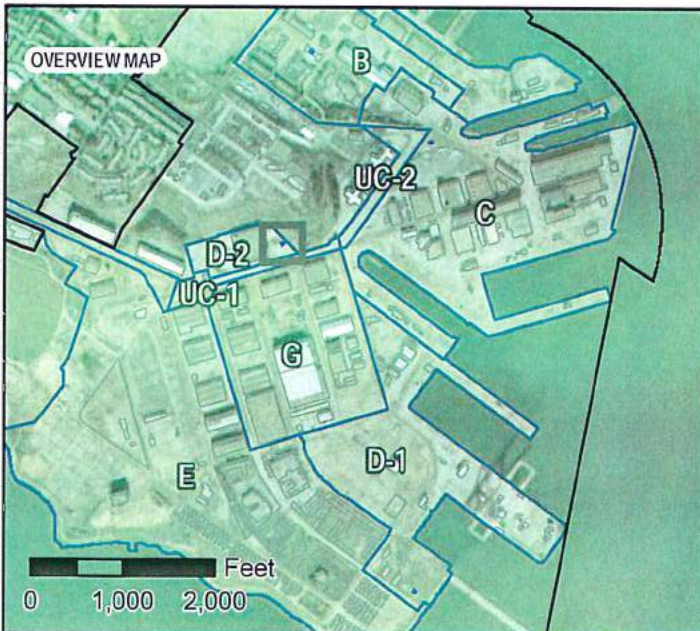 OVERVIEW MAP
B
UC-2
C
D-2
UC-1
G
E
D-1
Feet
0 1,000 2,000